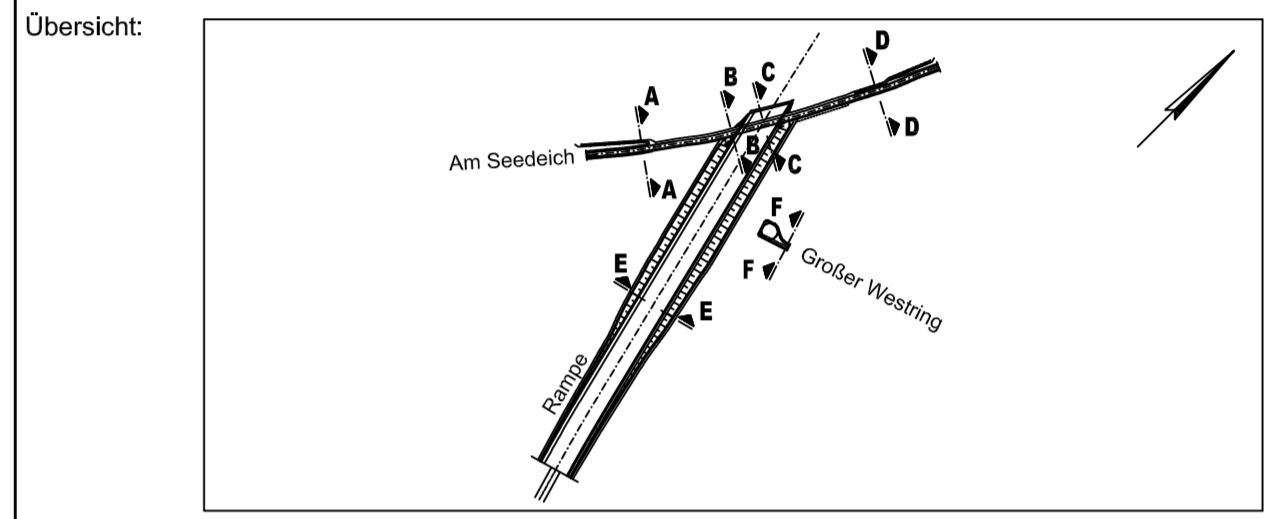 Übersicht:
D
B
C
A
D
Am Seedeich
B
C
A
F
E
F
Großer Westring
E
Rampe